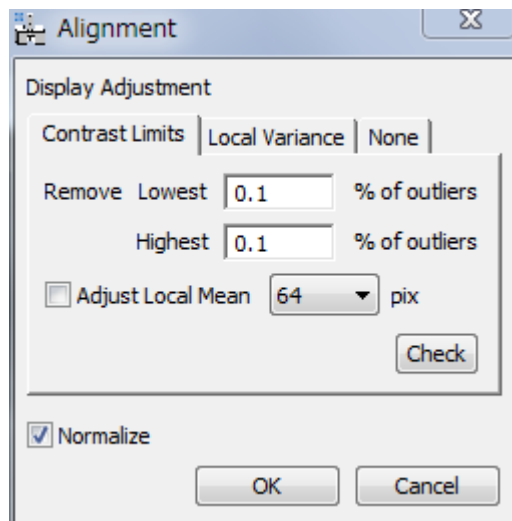 Alignment
Display Adjustment
Contrast Limits Local Variance None
Remove Lowest 0.1 % of outliers
Highest 0.1 % of outliers
Adjust Local Mean 64 pix
Check
Normalize
OK Cancel